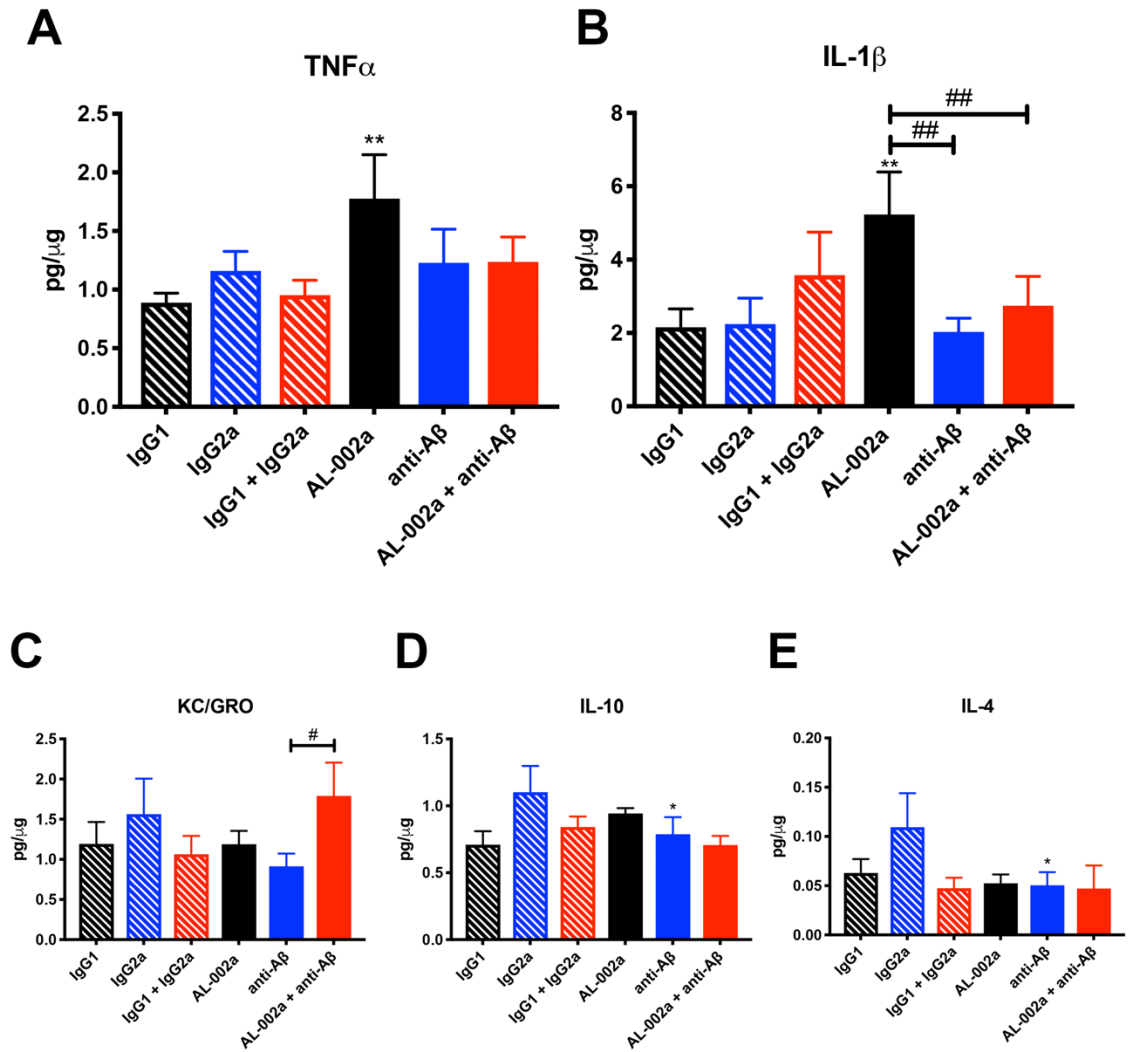 A
TNFα
2.5
2.0
1.5
1.0
0.5
0.0
pg/µg
**
IgG1
IgG2a
IgG1 + IgG2a
AL-002a
anti-Aβ
AL-002a + anti-Aβ
B
IL-1β
8
6
4
2
0
pg/µg
**
##
##
IgG1
IgG2a
IgG1 + IgG2a
AL-002a
anti-Aβ
AL-002a + anti-Aβ
C
KC/GRO
2.5
2.0
1.5
1.0
0.5
0.0
pg/µg
#
IgG1
IgG2a
IgG1 + IgG2a
AL-002a
anti-Aβ
AL-002a + anti-Aβ
D
IL-10
1.5
1.0
0.5
0.0
pg/µg
*
IgG1
IgG2a
IgG1 + IgG2a
AL-002a
anti-Aβ
AL-002a + anti-Aβ
E
IL-4
0.20
0.15
0.10
0.05
0.00
pg/µg
*
IgG1
IgG2a
IgG1 + IgG2a
AL-002a
anti-Aβ
AL-002a + anti-Aβ